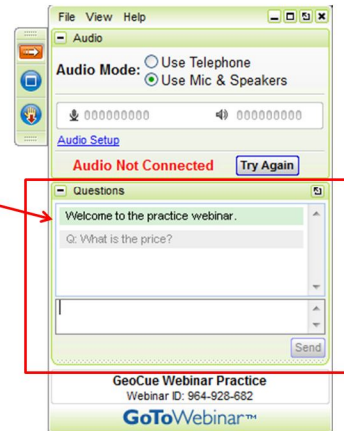 File View Help
Audio
Audio Mode: Use Telephone
Use Mic & Speakers
000000000 000000000
Audio Setup
Audio Not Connected Try Again
Questions
Welcome to the practice webinar.
Q: What is the price?
Send
GeoCue Webinar Practice
Webinar ID: 964-928-682
GoToWebinar™